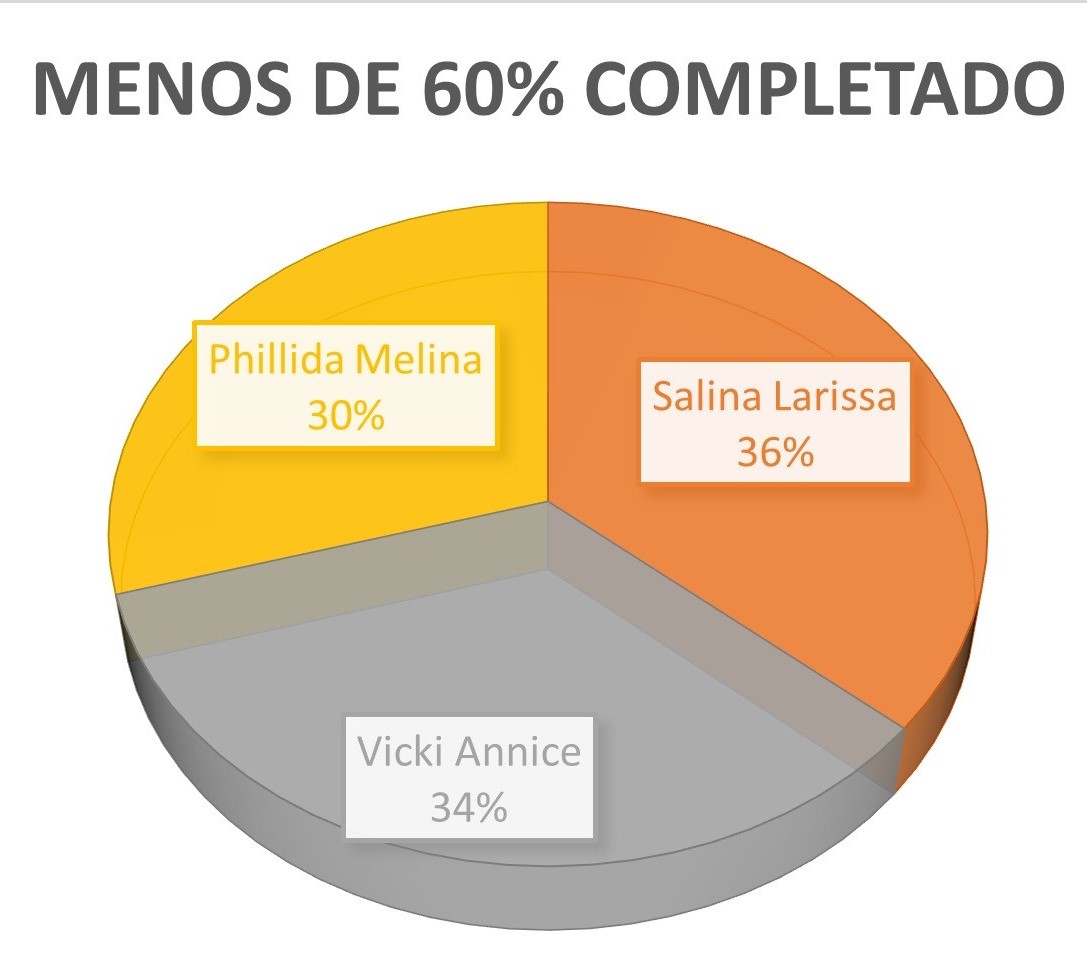 MENOS DE 60% COMPLETADO
Phillida Melina
30%
Salina Larissa
36%
Vicki Annice
34%